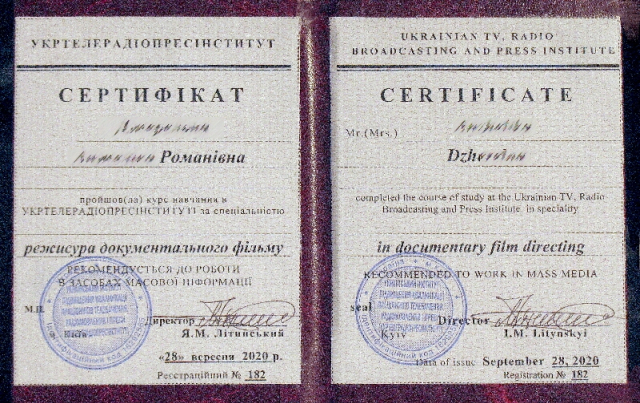 УКРТЕЛЕРАДІОПРЕСІНСТИТУТ
СЕРТИФІКАТ
Романівна
пройшов(ла) курс навчання в
УКРТЕЛЕРАДІОПРЕСІНСТИТУТІ за спеціальністю
режисура документального фільму
РЕКОМЕНДУЄТЬСЯ ДО РОБОТИ
В ЗАСОБАХ МАСОВОЇ ІНФОРМАЦІЇ
М.П.
Директор
м. Київ
Я.М. Літинський
«28» вересня 2020 р.
Реєстраційний № 182
UKRAINIAN TV, RADIO
BROADCASTING AND PRESS INSTITUTE
CERTIFICATE
Mr.(Mrs.)
completed the course of study at the Ukrainian TV, Radio
Broadcasting and Press Institute in speciality
in documentary film directing
RECOMMENDED TO WORK IN MASS MEDIA
seal
Director
Kyiv
I.M. Litynskyi
Data of issue September 28, 2020
Registration № 182